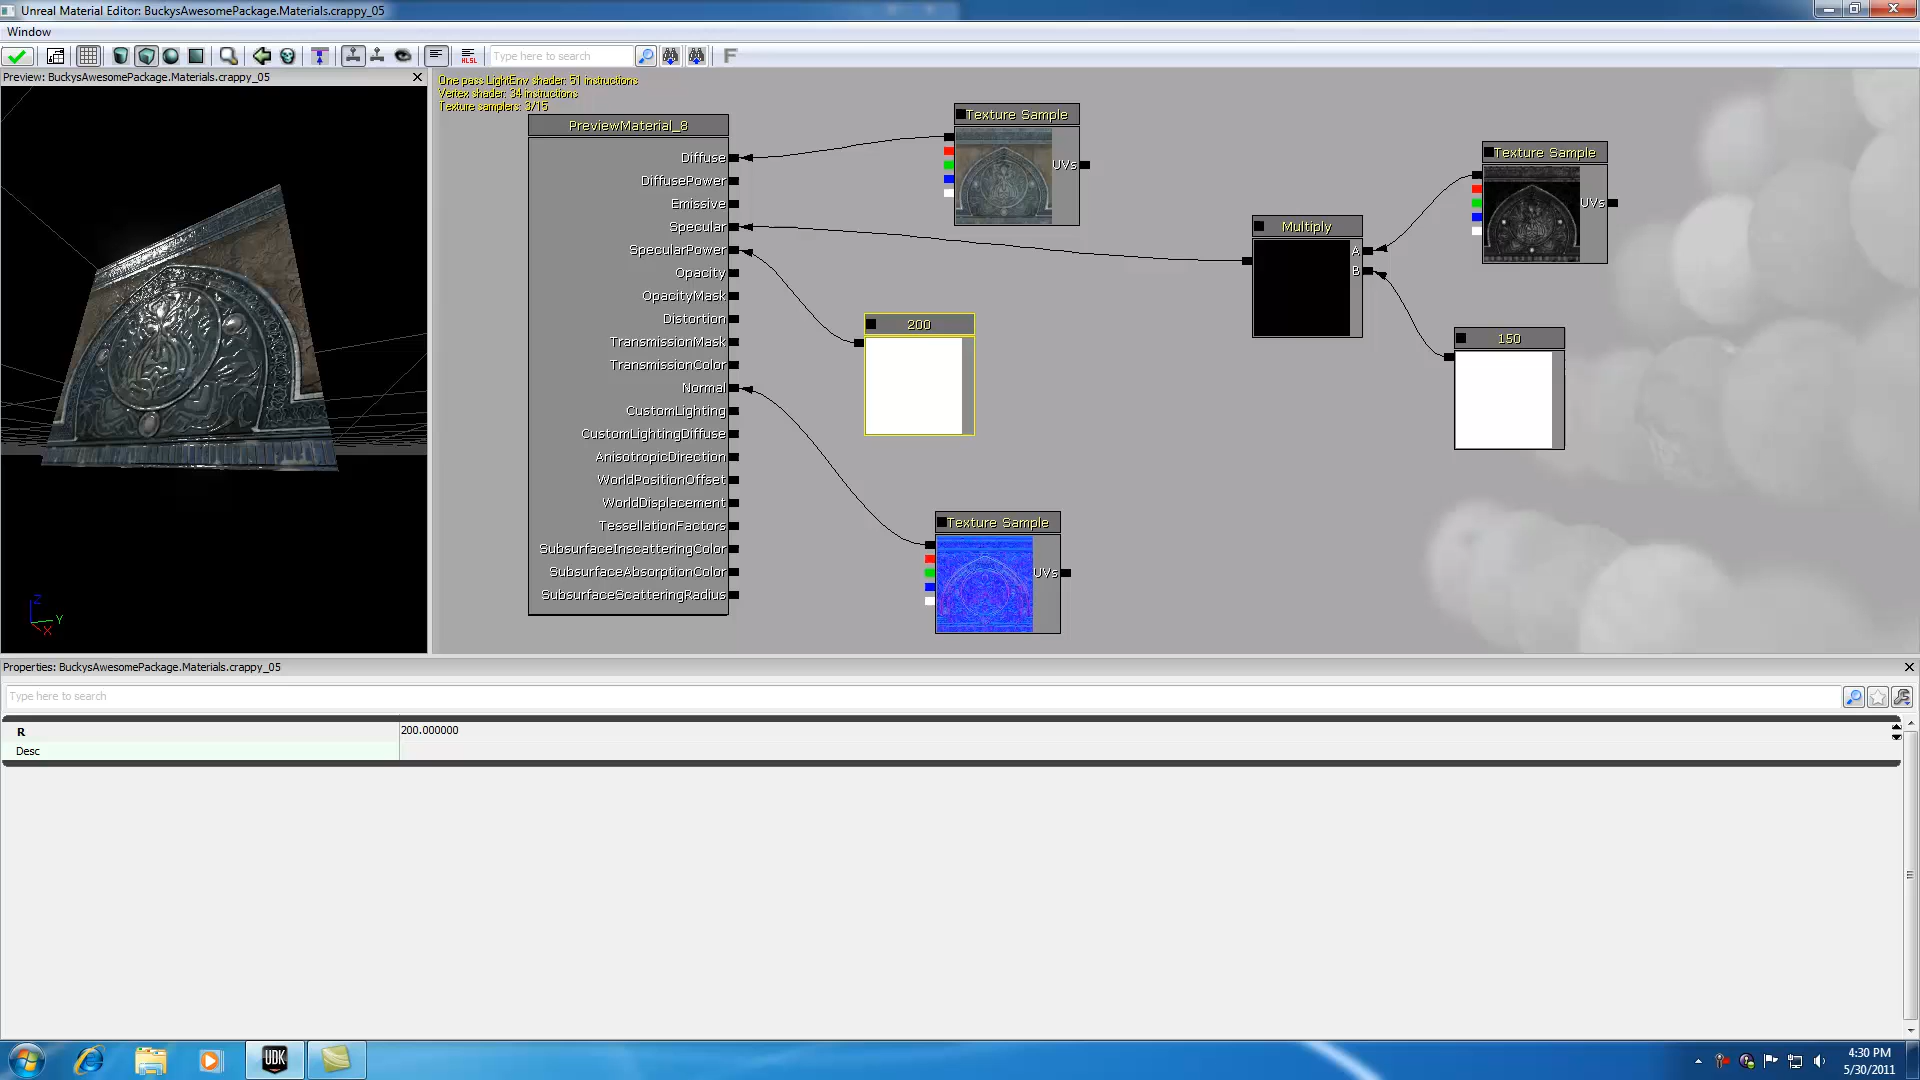 Unreal Material Editor: BuckysAwesomePackage.Materials.crappy_05
Window
HLSL
Type here to search
F
Preview: BuckysAwesomePackage.Materials.crappy_05
One pass LightEnv shader: 51 instructions
Vertex shader: 34 instructions
Texture samplers: 3/15
PreviewMaterial_8
Diffuse
DiffusePower
Emissive
Specular
SpecularPower
Opacity
OpacityMask
Distortion
TransmissionMask
TransmissionColor
Normal
CustomLighting
CustomLightingDiffuse
AnisotropicDirection
WorldPositionOffset
WorldDisplacement
TessellationFactors
SubsurfaceInscatteringColor
SubsurfaceAbsorptionColor
SubsurfaceScatteringRadius
Texture Sample
UVs
200
Texture Sample
UVs
Multiply
A
B
Texture Sample
UVs
150
Z
Y
X
Properties: BuckysAwesomePackage.Materials.crappy_05
Type here to search
R
200.000000
Desc
UDK
4:30 PM
5/30/2011